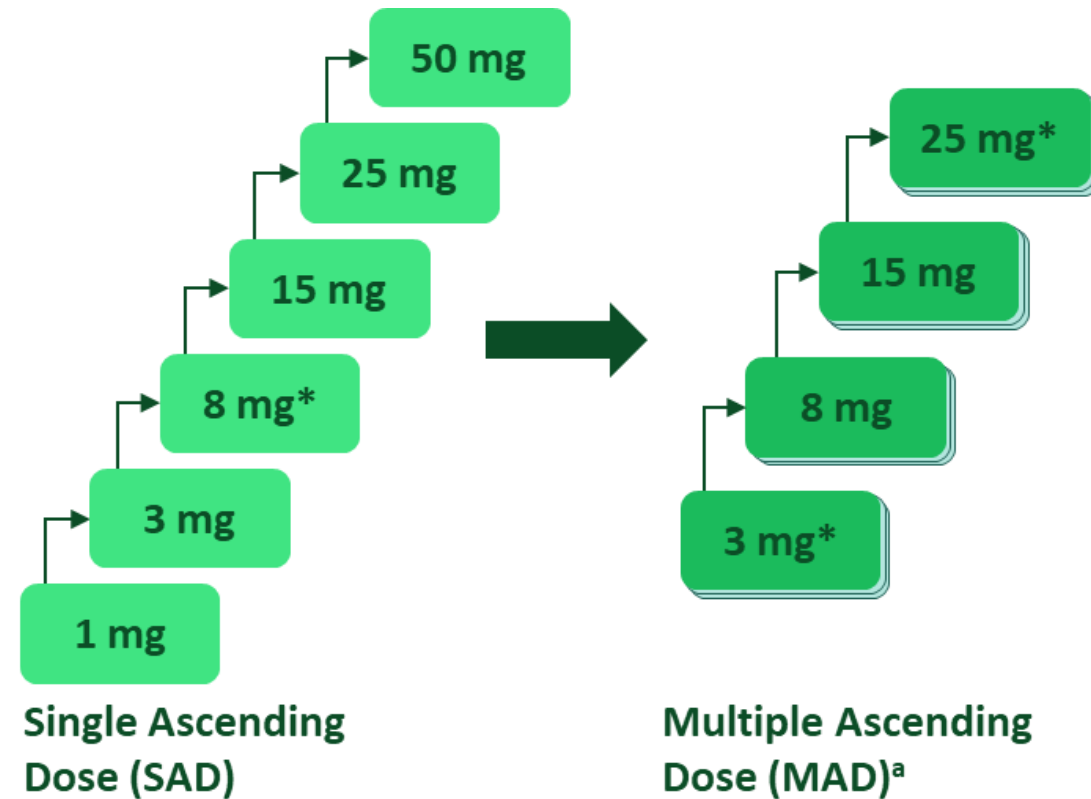 50 mg
25 mg
15 mg
8 mg*
3 mg
1 mg
Single Ascending
Dose (SAD)
25 mg*
15 mg
8 mg
3 mg*
Multiple Ascending
Dose (MAD)ᵃ